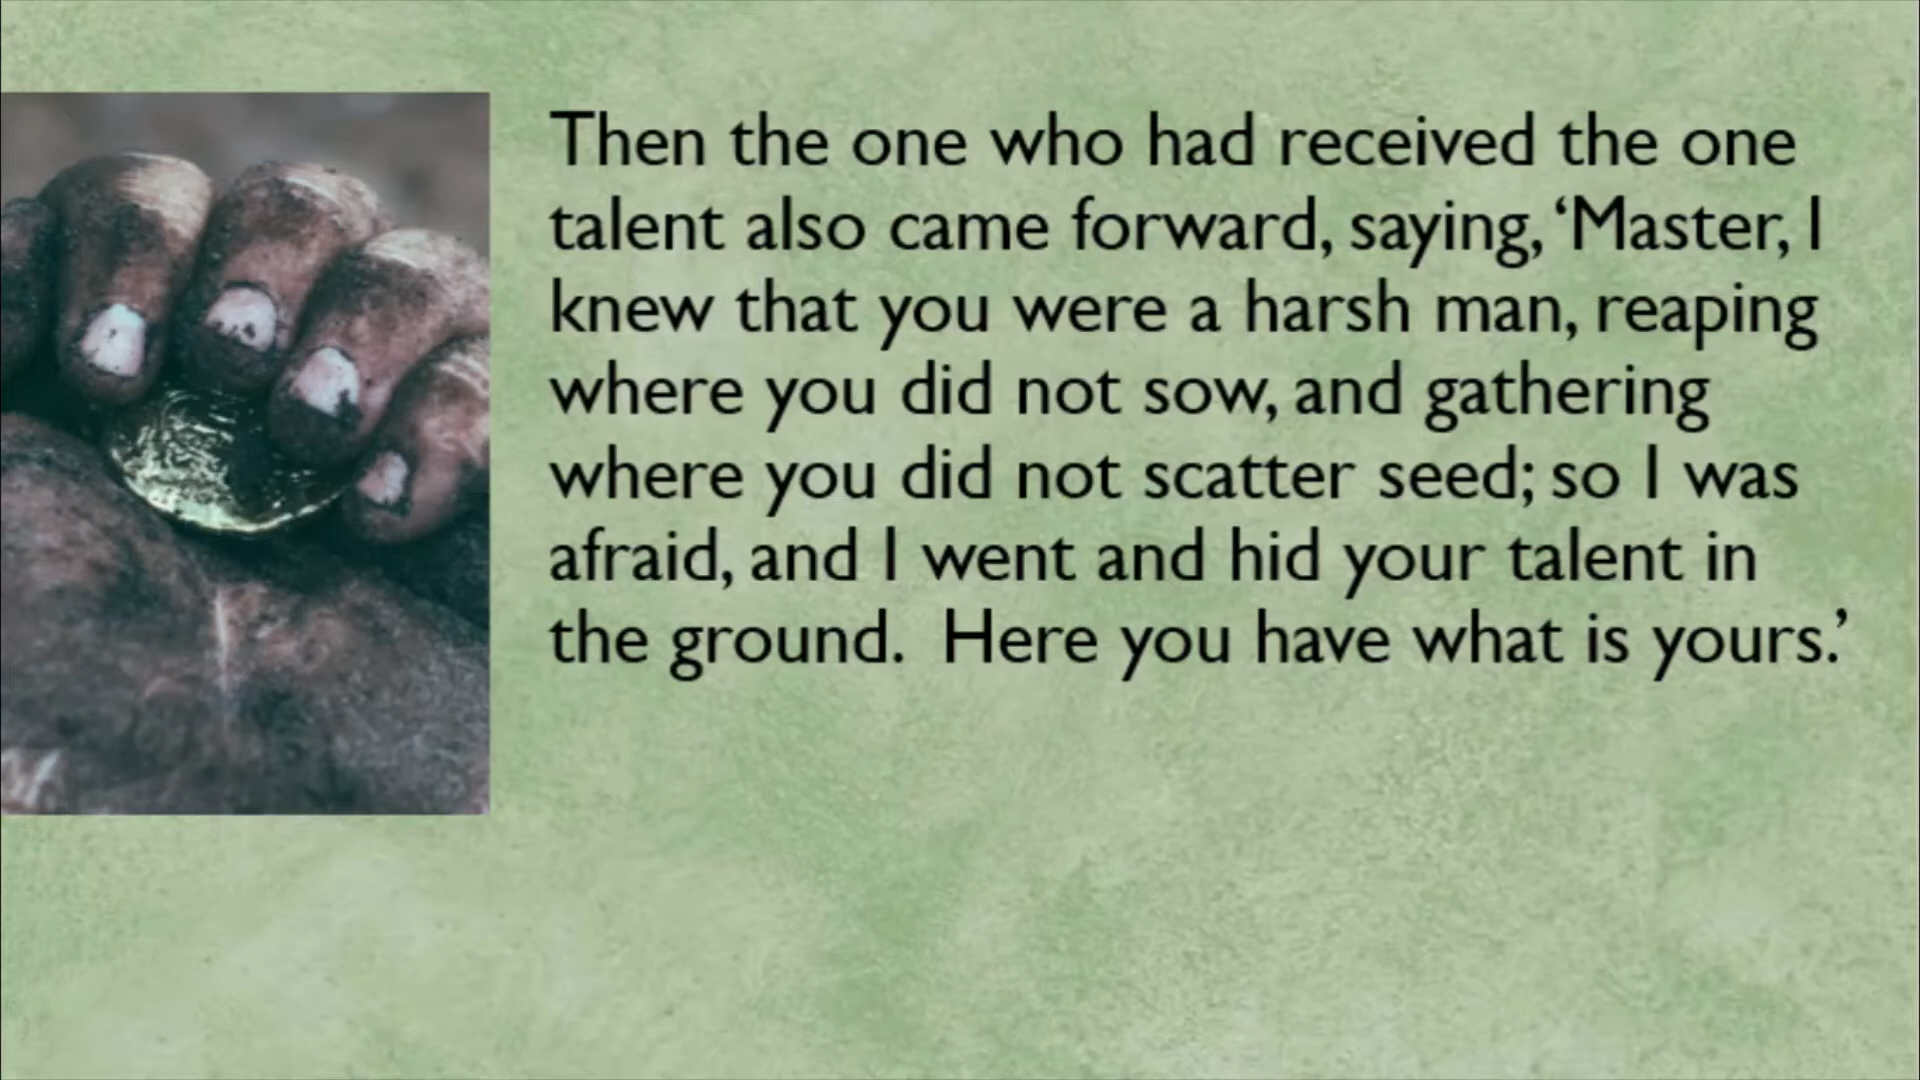 Then the one who had received the one
talent also came forward, saying, ‘Master, I
knew that you were a harsh man, reaping
where you did not sow, and gathering
where you did not scatter seed; so I was
afraid, and I went and hid your talent in
the ground.  Here you have what is yours.’